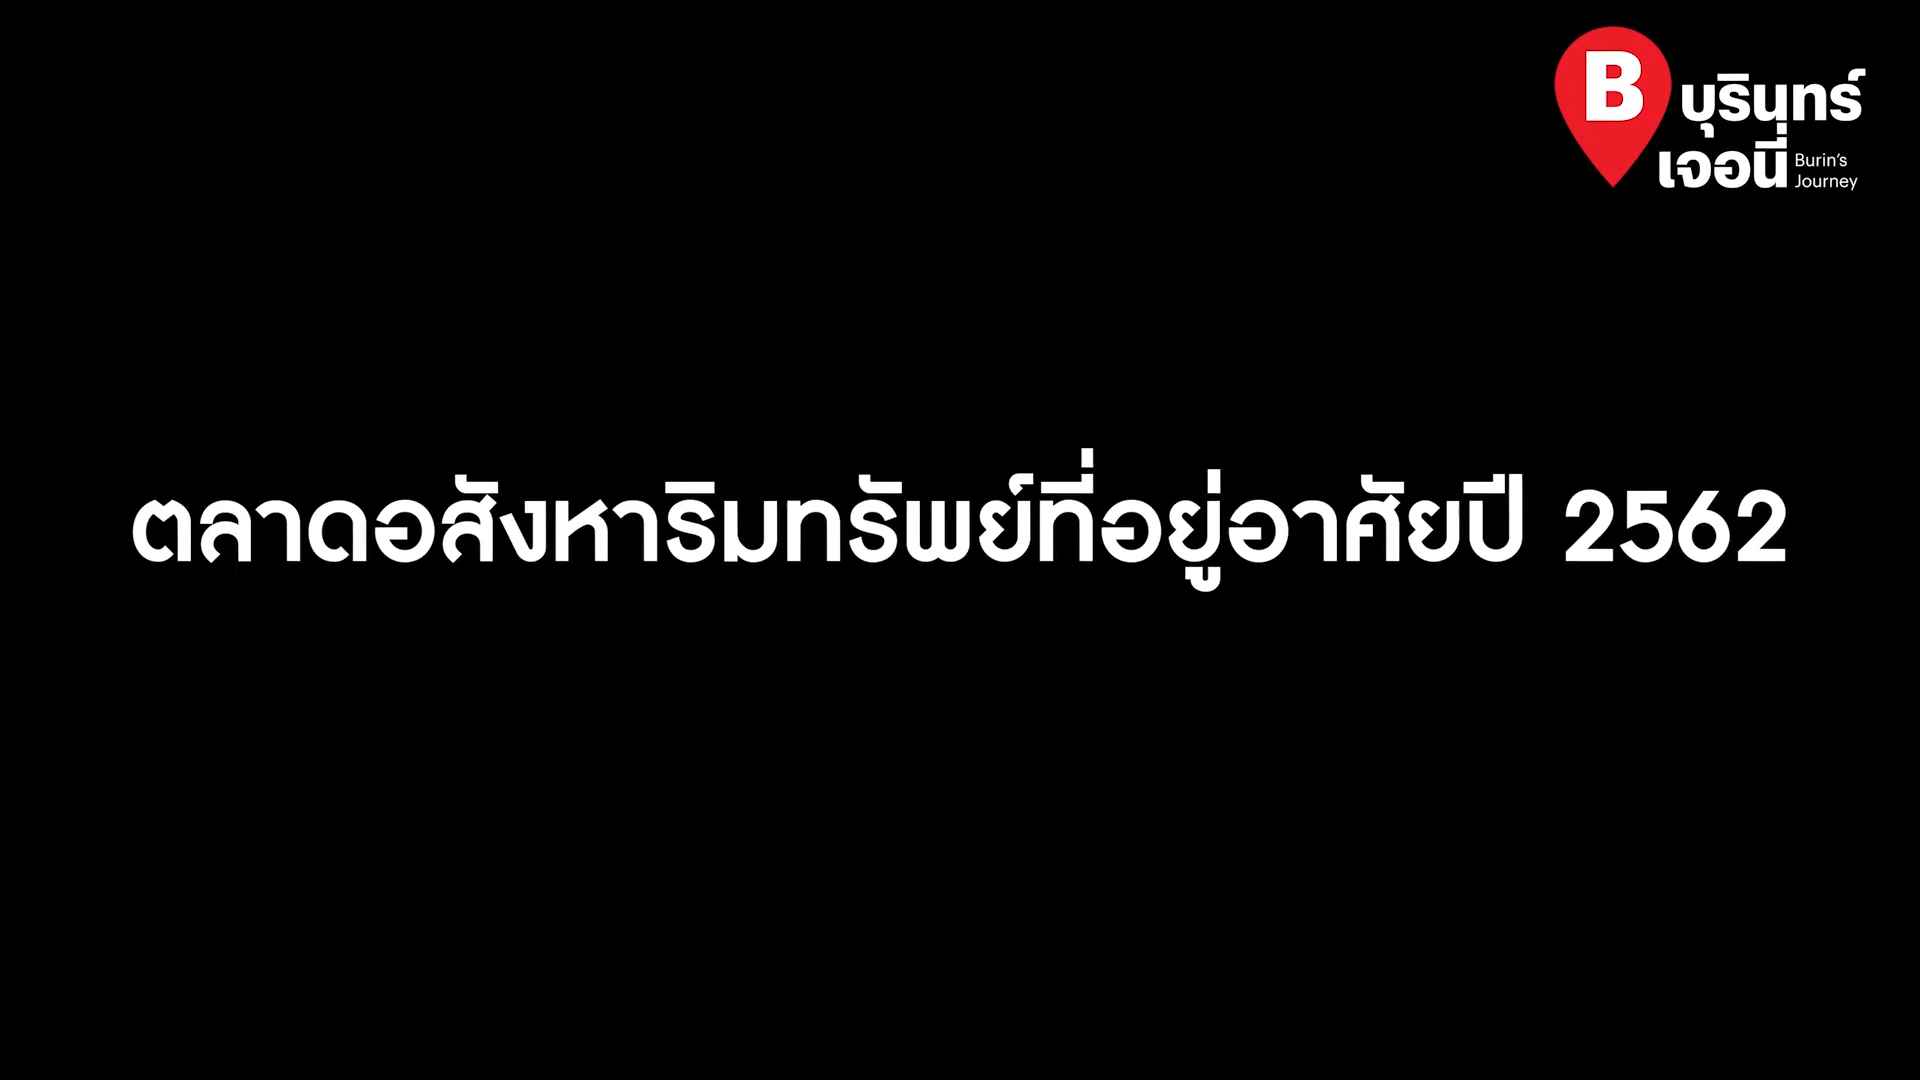 B
บุรินทร์
เจอนี่
Burin's
Journey
ตลาดอสังหาริมทรัพย์ที่อยู่อาศัยปี 2562